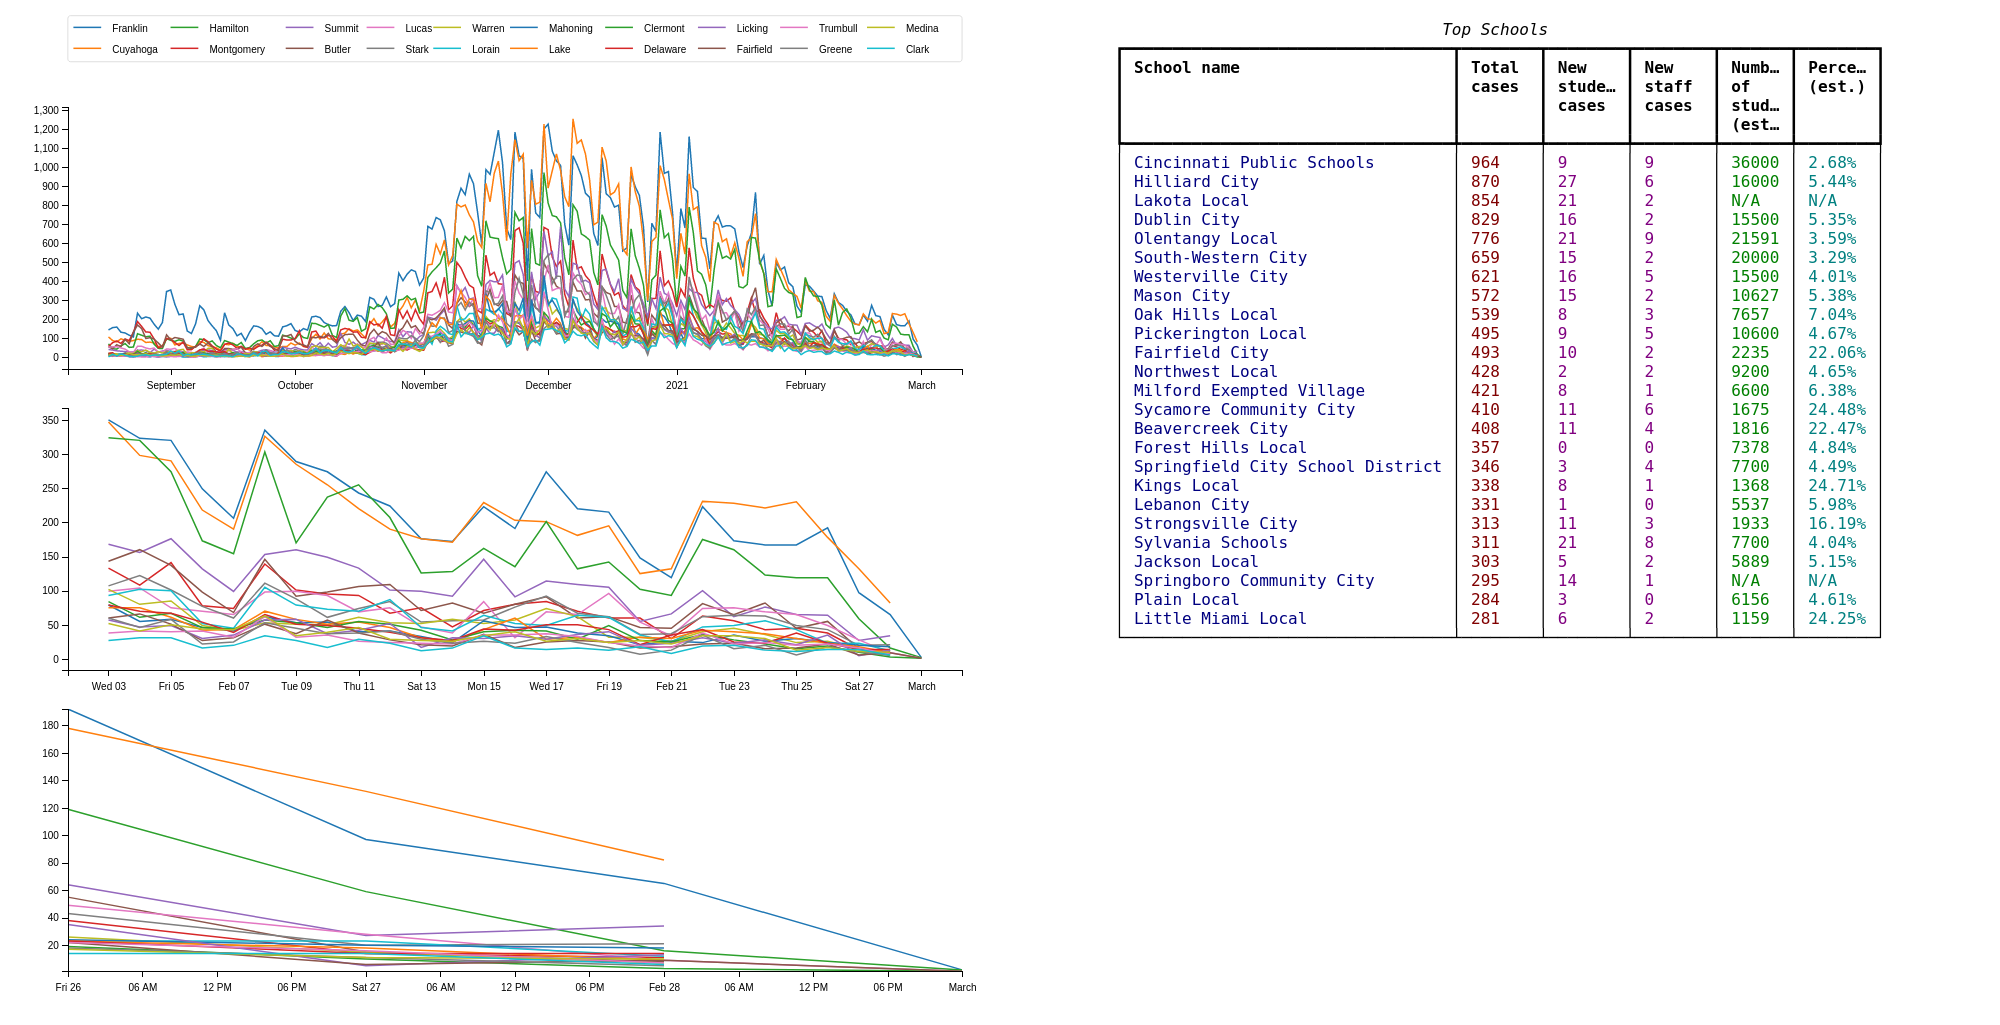 Franklin Hamilton Summit Lucas Warren Mahoning Clermont Licking Trumbull Medina
Cuyahoga Montgomery Butler Stark Lorain Lake Delaware Fairfield Greene Clark
1,300
1,200
1,100
1,000
900
800
700
600
500
400
300
200
100
0
September October November December 2021 February March
350
300
250
200
150
100
50
0
Wed 03 Fri 05 Feb 07 Tue 09 Thu 11 Sat 13 Mon 15 Wed 17 Fri 19 Feb 21 Tue 23 Thu 25 Sat 27 March
180
160
140
120
100
80
60
40
20
Fri 26 06 AM 12 PM 06 PM Sat 27 06 AM 12 PM 06 PM Feb 28 06 AM 12 PM 06 PM March
Top Schools
School name Total New New Numb… Perce…
cases stude… staff of (est.)
cases cases stud…
(est…
Cincinnati Public Schools 964 9 9 36000 2.68%
Hilliard City 870 27 6 16000 5.44%
Lakota Local 854 21 2 N/A N/A
Dublin City 829 16 2 15500 5.35%
Olentangy Local 776 21 9 21591 3.59%
South-Western City 659 15 2 20000 3.29%
Westerville City 621 16 5 15500 4.01%
Mason City 572 15 2 10627 5.38%
Oak Hills Local 539 8 3 7657 7.04%
Pickerington Local 495 9 5 10600 4.67%
Fairfield City 493 10 2 2235 22.06%
Northwest Local 428 2 2 9200 4.65%
Milford Exempted Village 421 8 1 6600 6.38%
Sycamore Community City 410 11 6 1675 24.48%
Beavercreek City 408 11 4 1816 22.47%
Forest Hills Local 357 0 0 7378 4.84%
Springfield City School District 346 3 4 7700 4.49%
Kings Local 338 8 1 1368 24.71%
Lebanon City 331 1 0 5537 5.98%
Strongsville City 313 11 3 1933 16.19%
Sylvania Schools 311 21 8 7700 4.04%
Jackson Local 303 5 2 5889 5.15%
Springboro Community City 295 14 1 N/A N/A
Plain Local 284 3 0 6156 4.61%
Little Miami Local 281 6 2 1159 24.25%